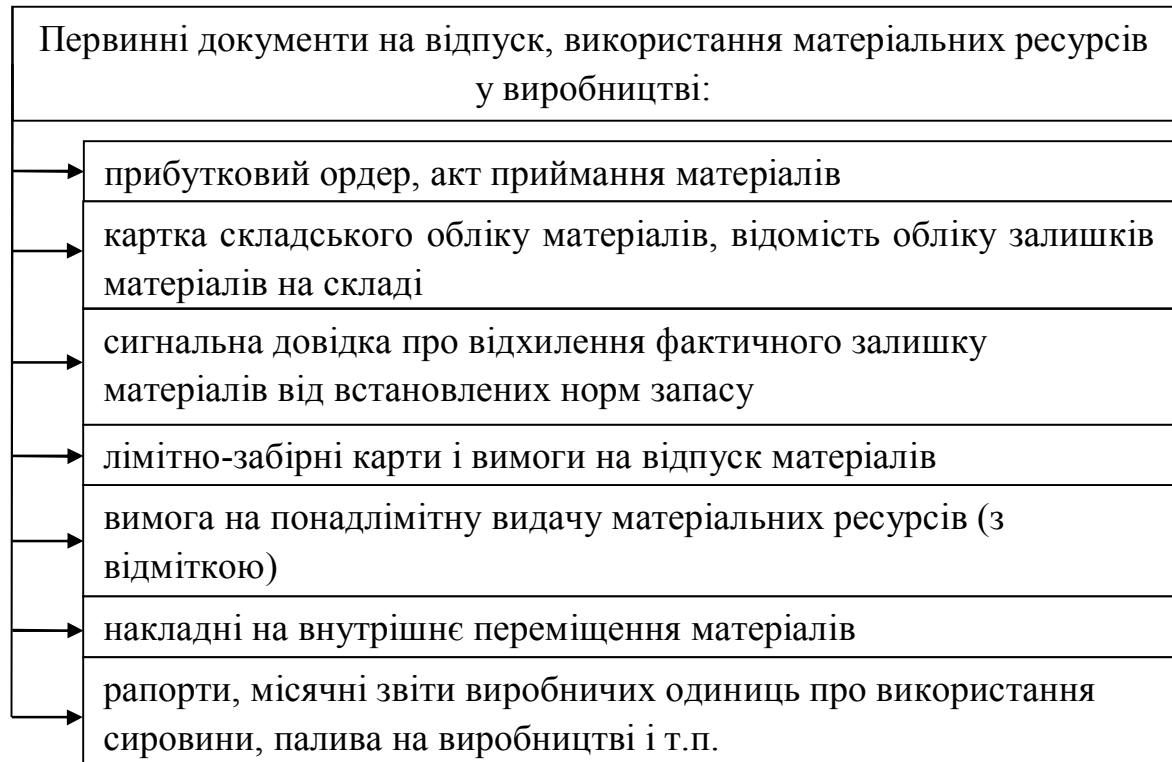 Первинні документи на відпуск, використання матеріальних ресурсів
у виробництві:
прибутковий ордер, акт приймання матеріалів
картка складського обліку матеріалів, відомість обліку залишків
матеріалів на складі
сигнальна довідка про відхилення фактичного залишку
матеріалів від встановлених норм запасу
лімітно-забірні карти і вимоги на відпуск матеріалів
вимога на понадлімітну видачу матеріальних ресурсів (з
відміткою)
накладні на внутрішнє переміщення матеріалів
рапорти, місячні звіти виробничих одиниць про використання
сировини, палива на виробництві і т.п.